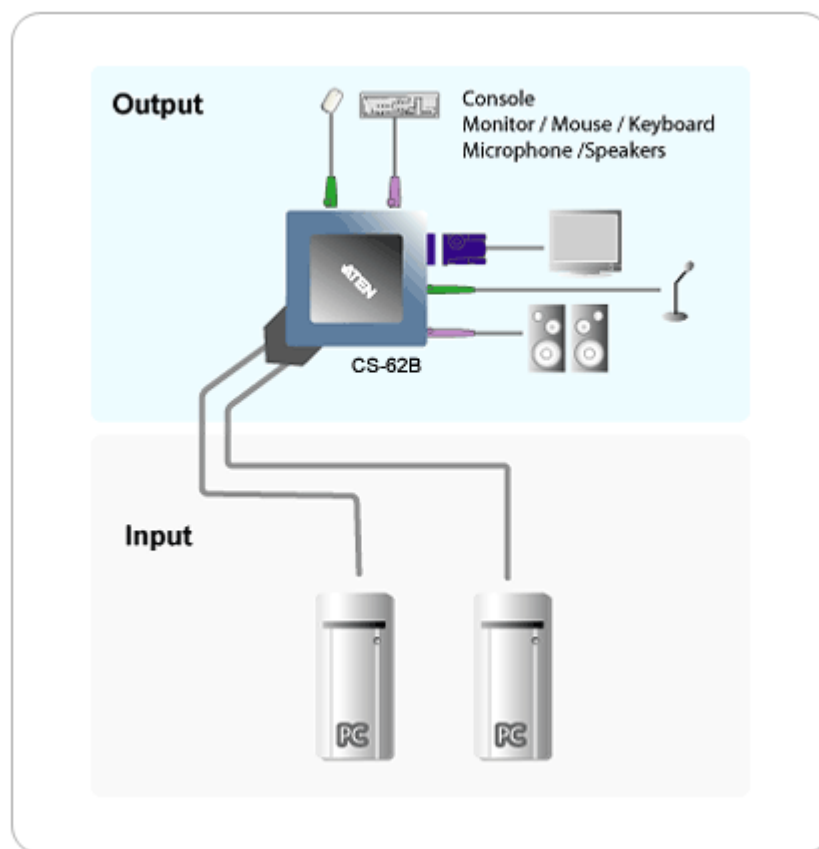 Output
Console
Monitor / Mouse / Keyboard
Microphone /Speakers
ATEN
CS-62B
Input
PC
PC